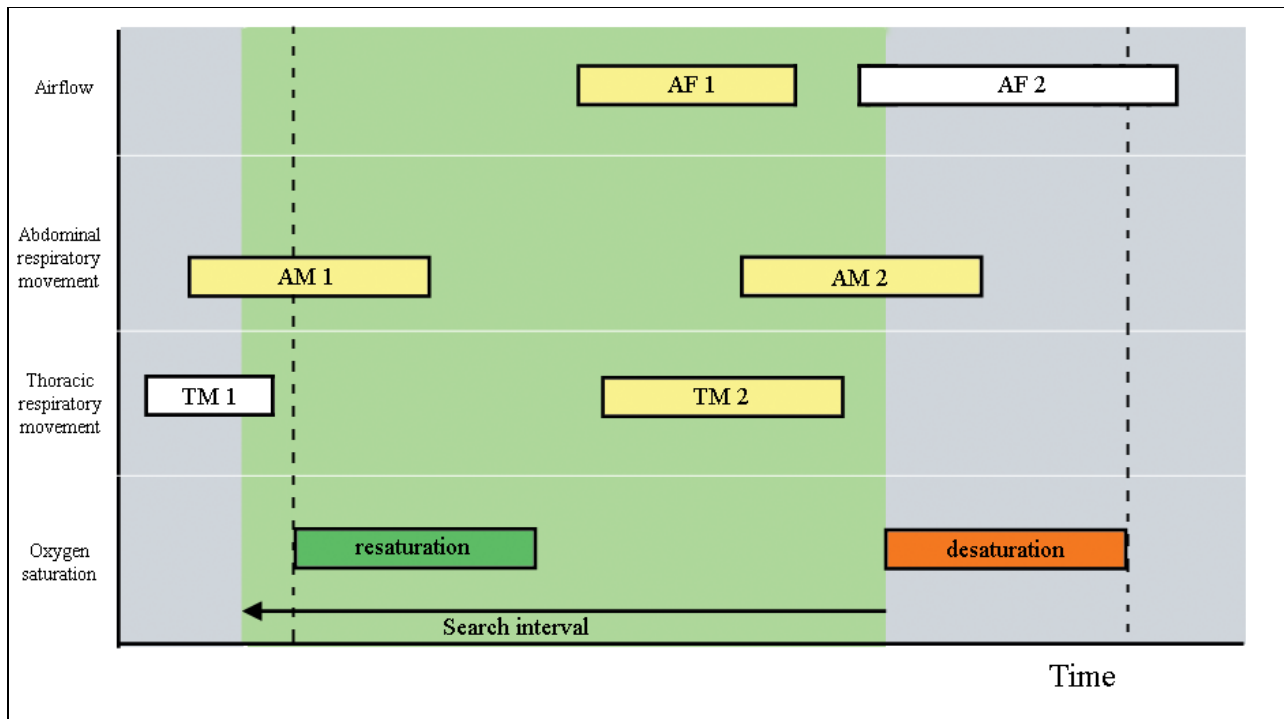 Airflow
AF 1
AF 2
Abdominal
respiratory
movement
AM 1
AM 2
Thoracic
respiratory
movement
TM 1
TM 2
Oxygen
saturation
resaturation
desaturation
Search interval
Time